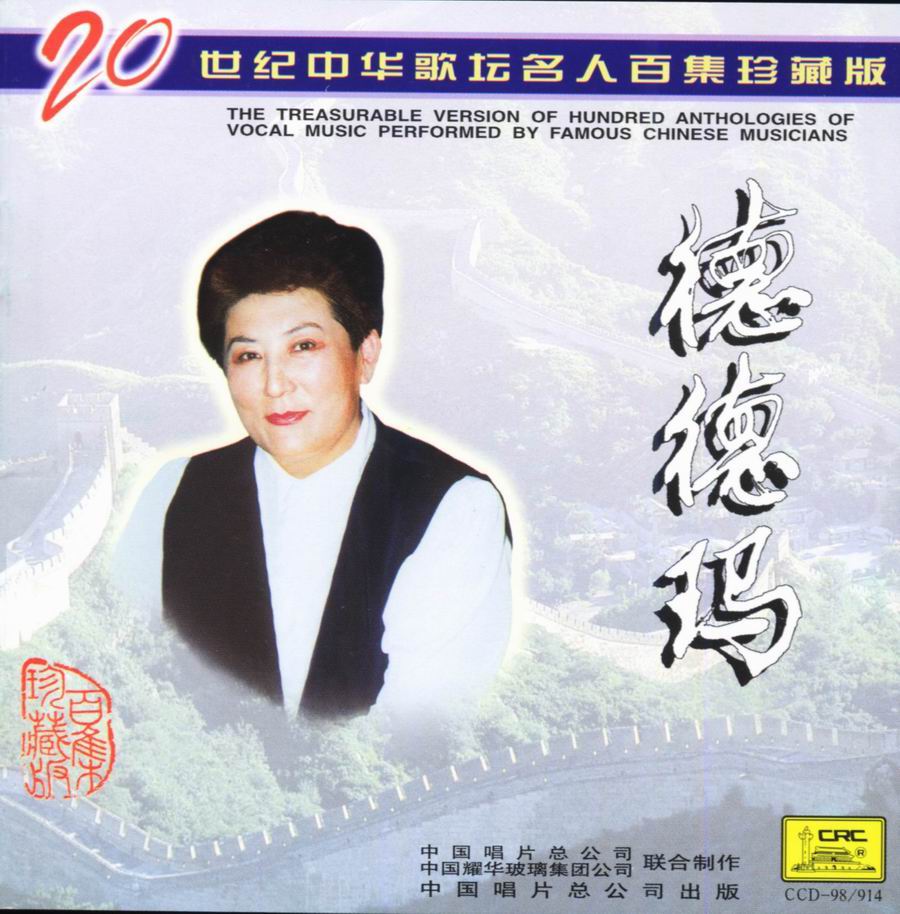 20世纪中华歌坛名人百集珍藏版
THE TREASURABLE VERSION OF HUNDRED ANTHOLOGIES OF
VOCAL MUSIC PERFORMED BY FAMOUS CHINESE MUSICIANS
德德玛
百集
珍藏版
中国唱片总公司
中国耀华玻璃集团公司
联合制作
中国唱片总公司出版
CRC
®
CCD-98/914